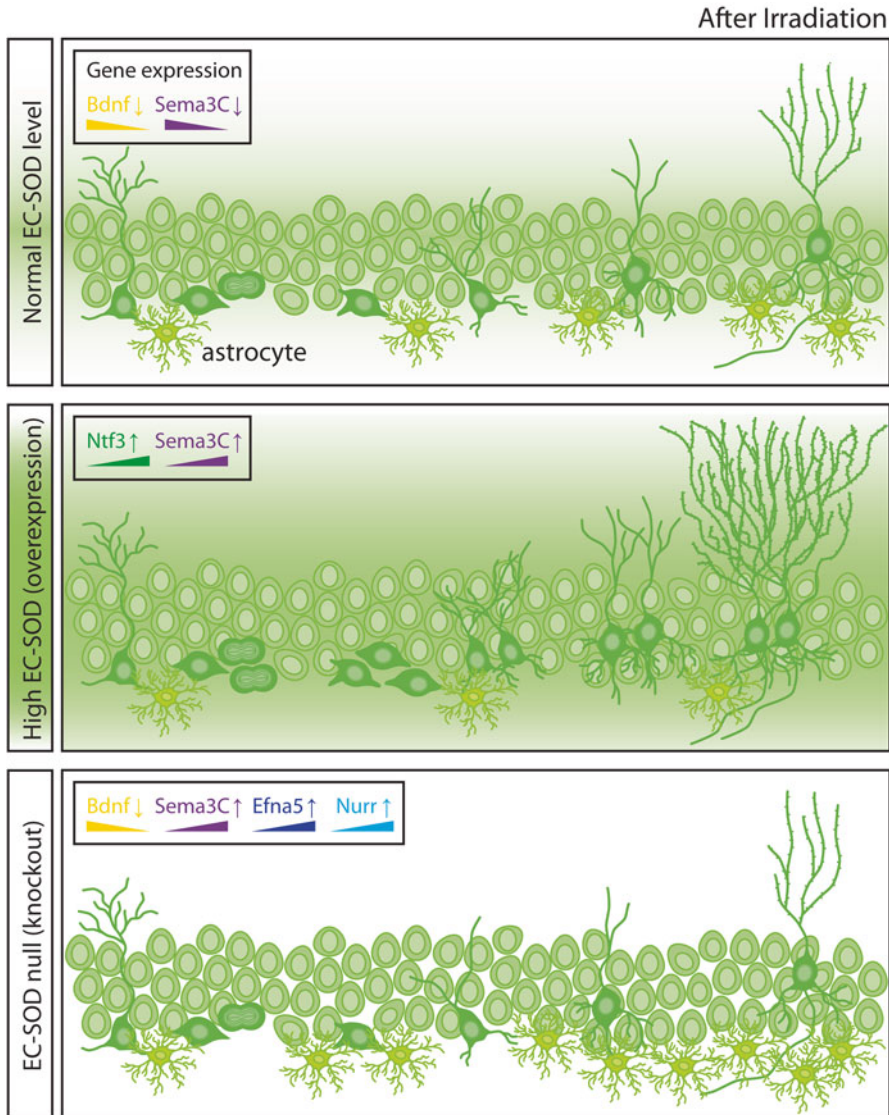 After Irradiation
Normal EC-SOD level
Gene expression
Bdnf ↓ Sema3C ↓
astrocyte
High EC-SOD (overexpression)
Ntf3 ↑ Sema3C ↑
EC-SOD null (knockout)
Bdnf ↓ Sema3C ↑ Efna5 ↑ Nurr ↑